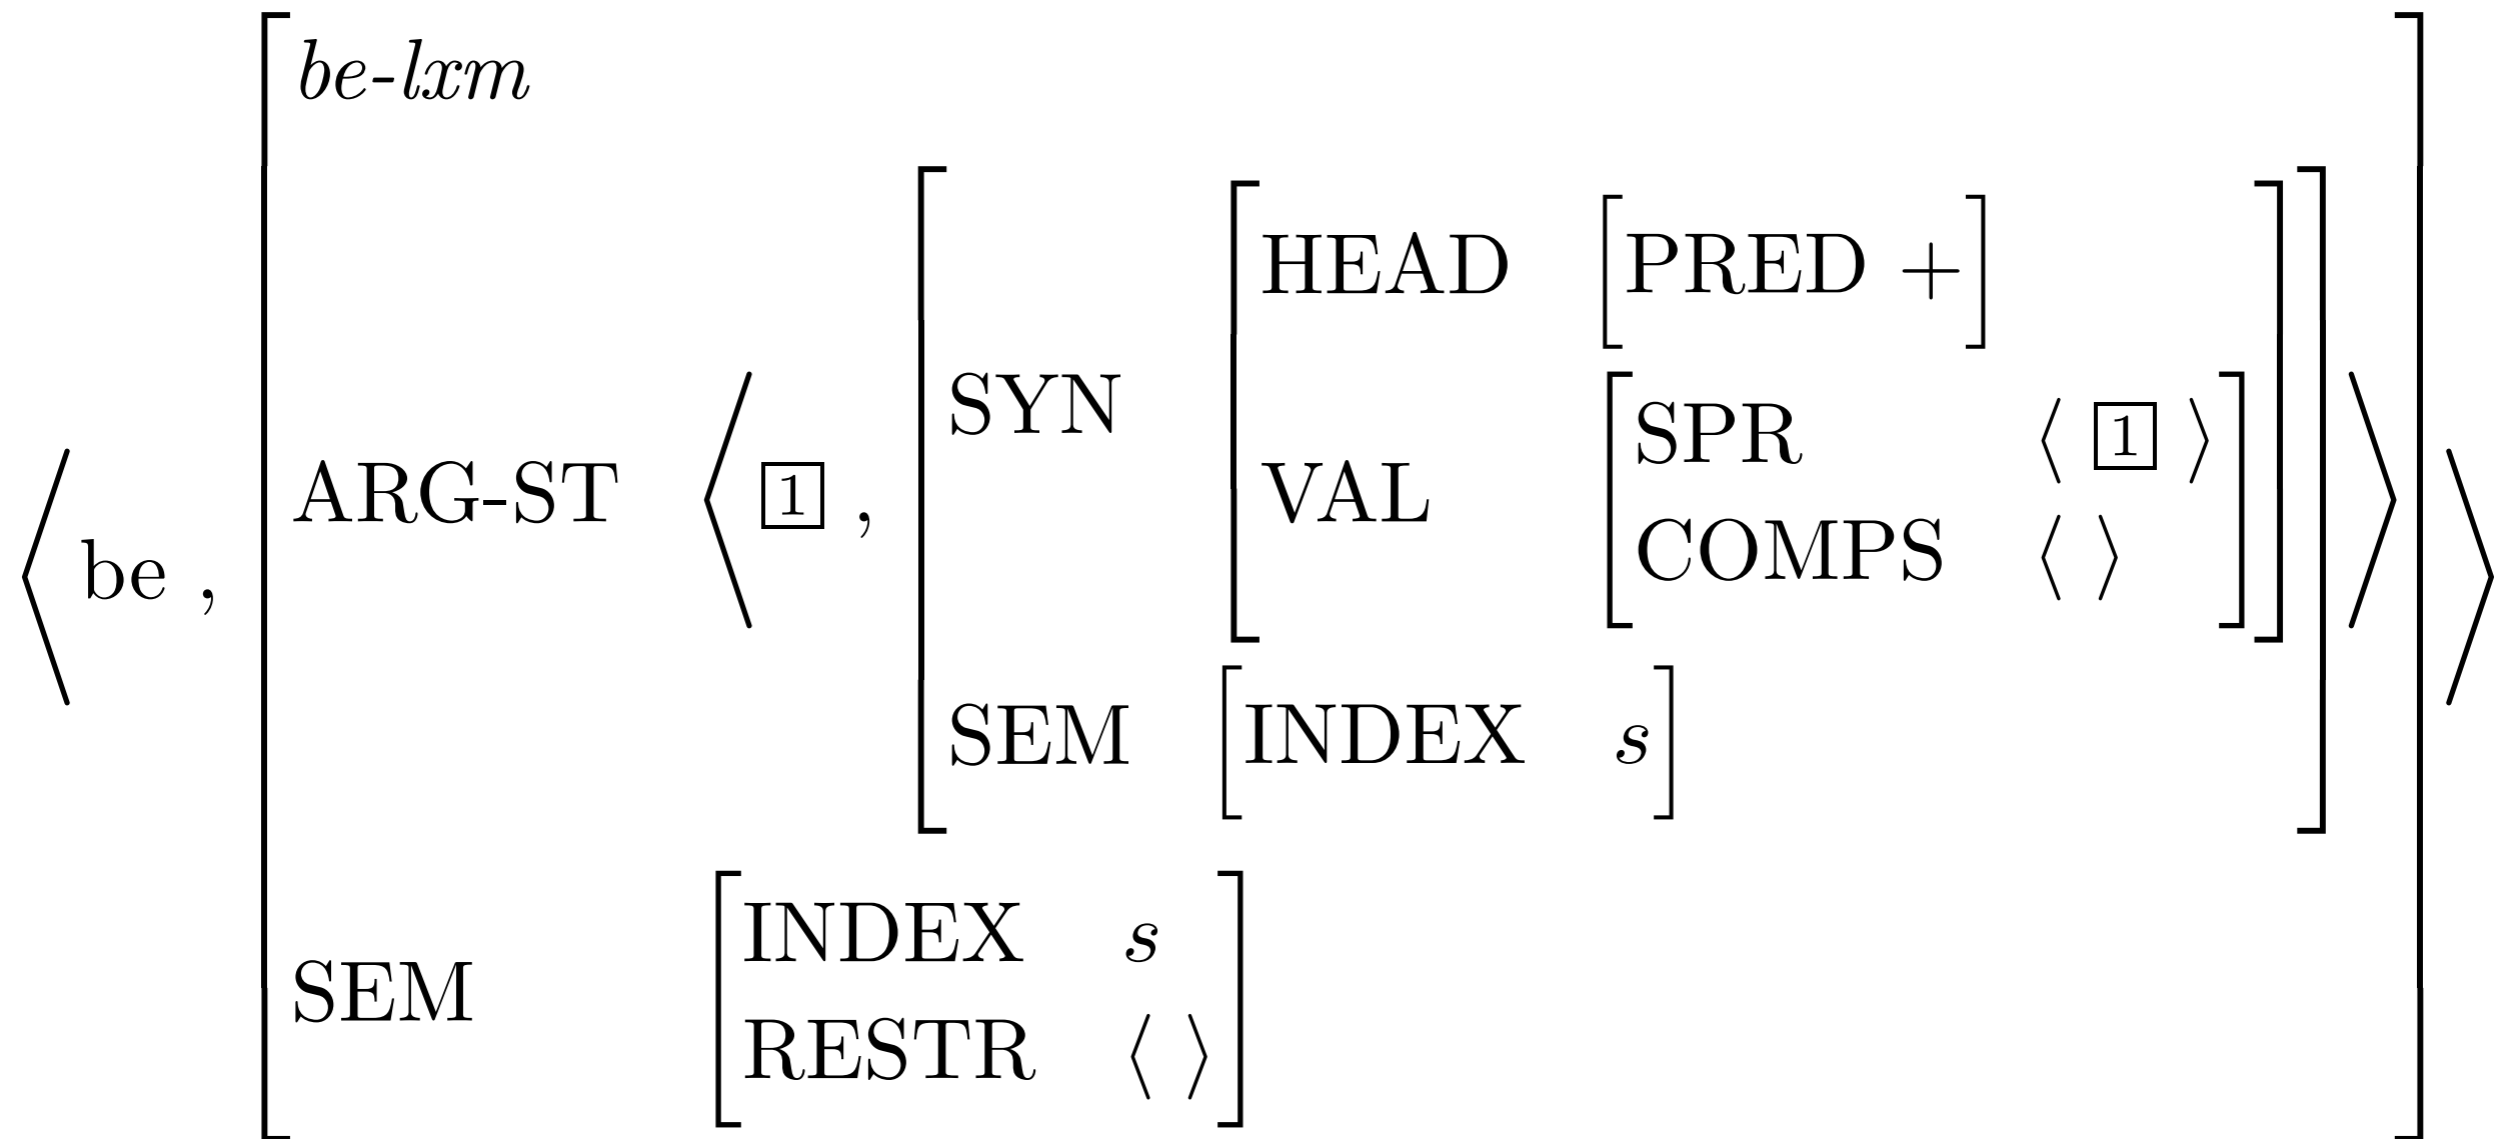 be-lxm
HEAD [PRED +]
SYN
SPR ⟨ 1 ⟩
ARG-ST ⟨ 1 ,
VAL
COMPS ⟨ ⟩
⟨ be ,
SEM [INDEX s]
INDEX s
SEM
RESTR ⟨ ⟩